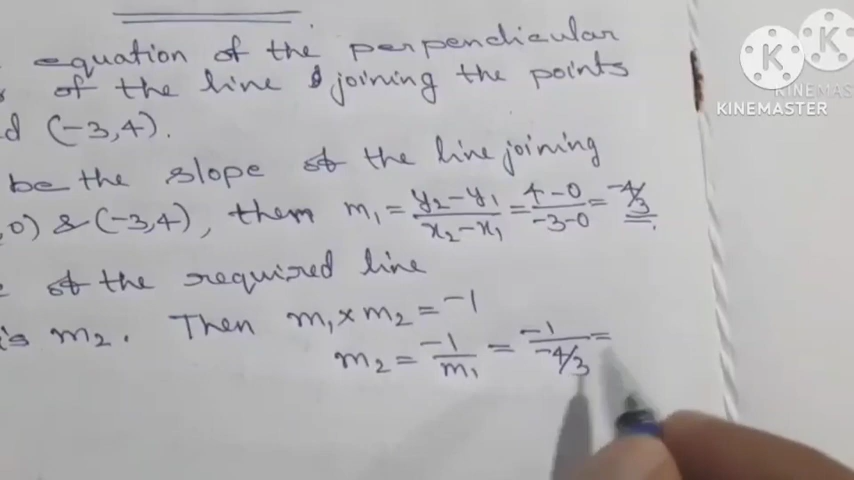 equation of the perpendicular
of the line joining the points
(-3,4).
be the slope of the line joining
0) & (-3,4), then m₁ = y₂-y₁/x₂-x₁ = 4-0/-3-0 = -4/3.
of the required line
is m₂. Then m₁ x m₂ = -1
m₂ = -1/m₁ = -1/-4/3 =
K K
KINEMAS
KINEMASTER